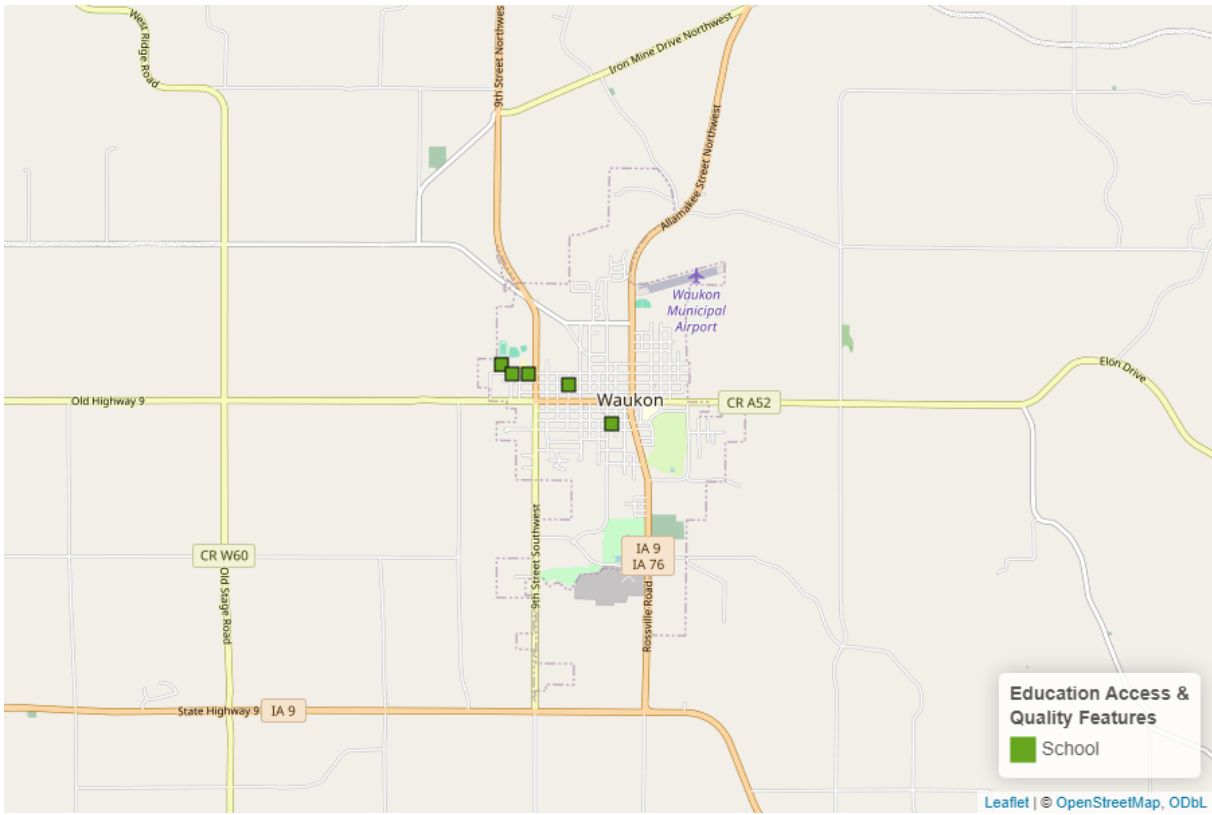 West Ridge Road
9th Street Northwes
Iron Mine Drive Northwest
Allamakee Street Northwest
Waukon
Municipal
Airport
Elon Drive
Old Highway 9
Waukon
CR A52
9th Street Southwest
CR W60
IA 9
IA 76
Old Stage Road
Rossville Road
State Highway 9
IA 9
Education Access &
Quality Features
School
Leaflet | © OpenStreetMap, ODbL